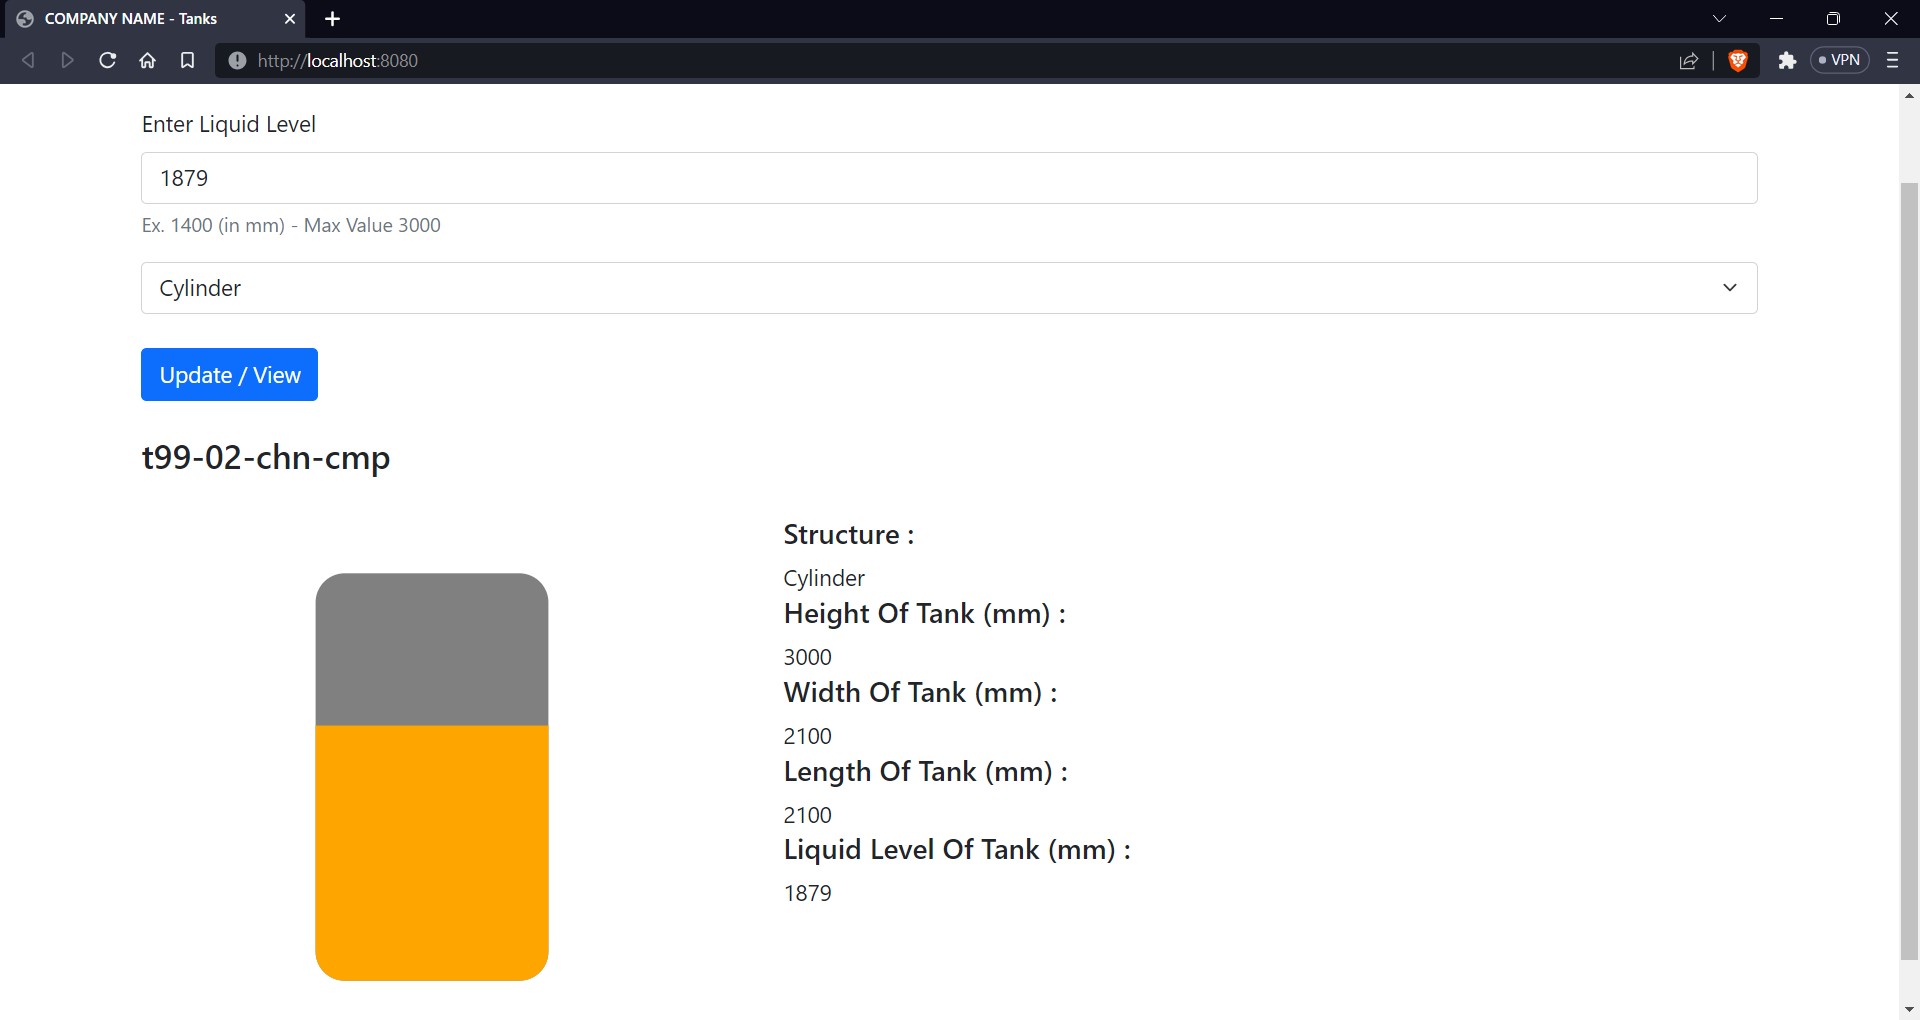 COMPANY NAME - Tanks
http://localhost:8080
VPN
Enter Liquid Level
1879
Ex. 1400 (in mm) - Max Value 3000
Cylinder
Update / View
t99-02-chn-cmp
Structure :
Cylinder
Height Of Tank (mm) :
3000
Width Of Tank (mm) :
2100
Length Of Tank (mm) :
2100
Liquid Level Of Tank (mm) :
1879